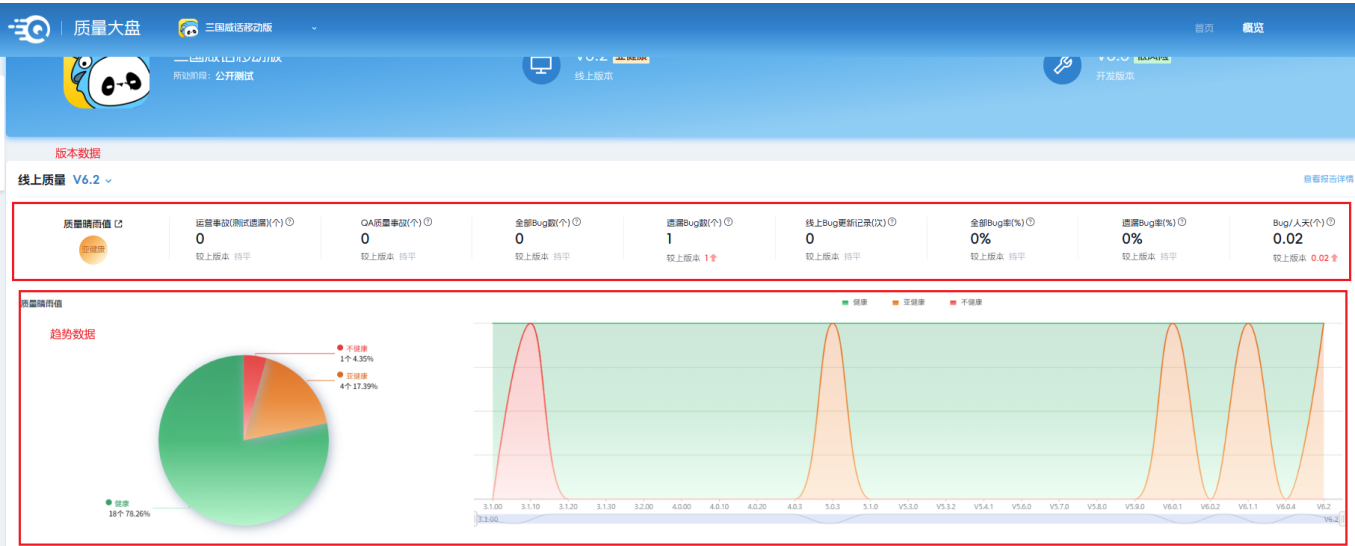 质量大盘 三国咸话移动版 首页 概览
所处阶段：公开测试 线上版本 开发版本
版本数据
线上质量 V6.2 查看报告详情
质量晴雨值 运营事故(测试遗漏)(个) QA质量事故(个) 全部Bug数(个) 遗漏Bug数(个) 线上Bug更新记录(次) 全部Bug率(%) 遗漏Bug率(%) Bug/人天(个)
亚健康 0 0 0 1 0 0% 0% 0.02
较上版本 持平 较上版本 持平 较上版本 持平 较上版本 1 较上版本 持平 较上版本 持平 较上版本 持平 较上版本 0.02
质量晴雨值 健康 亚健康 不健康
趋势数据
不健康
1个 4.35%
亚健康
4个 17.39%
健康
18个 78.26%
3.1.00 3.1.10 3.1.20 3.1.30 3.2.00 4.0.00 4.0.10 4.0.20 4.0.3 5.0.3 5.1.0 V5.3.0 V5.3.2 V5.4.1 V5.6.0 V5.7.0 V5.8.0 V5.9.0 V6.0.1 V6.0.2 V6.1.1 V6.0.4 V6.2
3.1.00 V6.2